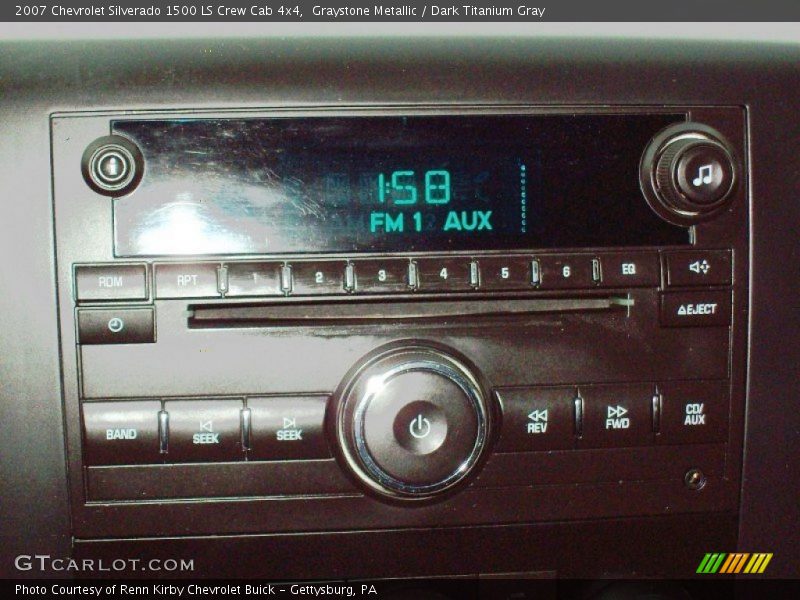 2007 Chevrolet Silverado 1500 LS Crew Cab 4x4, Graystone Metallic / Dark Titanium Gray
1:58
FM 1 AUX
RDM RPT 1 2 3 4 5 6 EQ
EJECT
BAND SEEK SEEK REV FWD CD/
AUX
GTCARLOT.COM
Photo Courtesy of Renn Kirby Chevrolet Buick – Gettysburg, PA